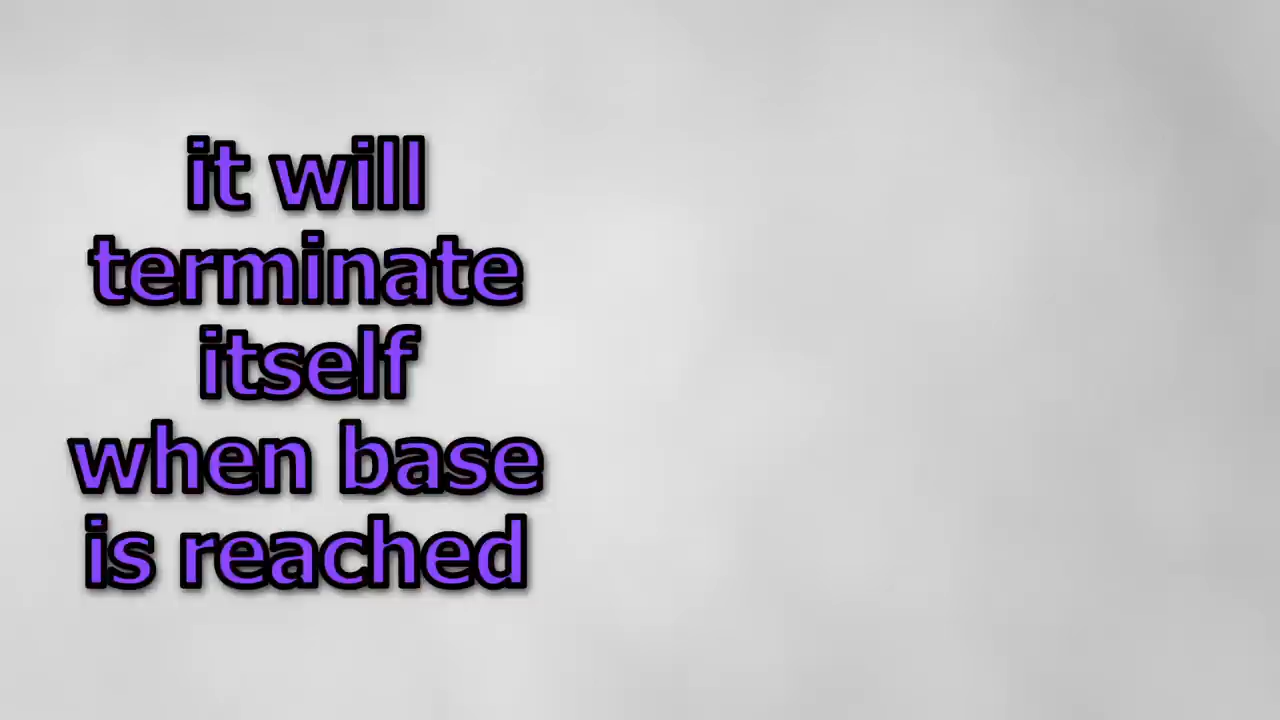 it will
terminate
itself
when base
is reached